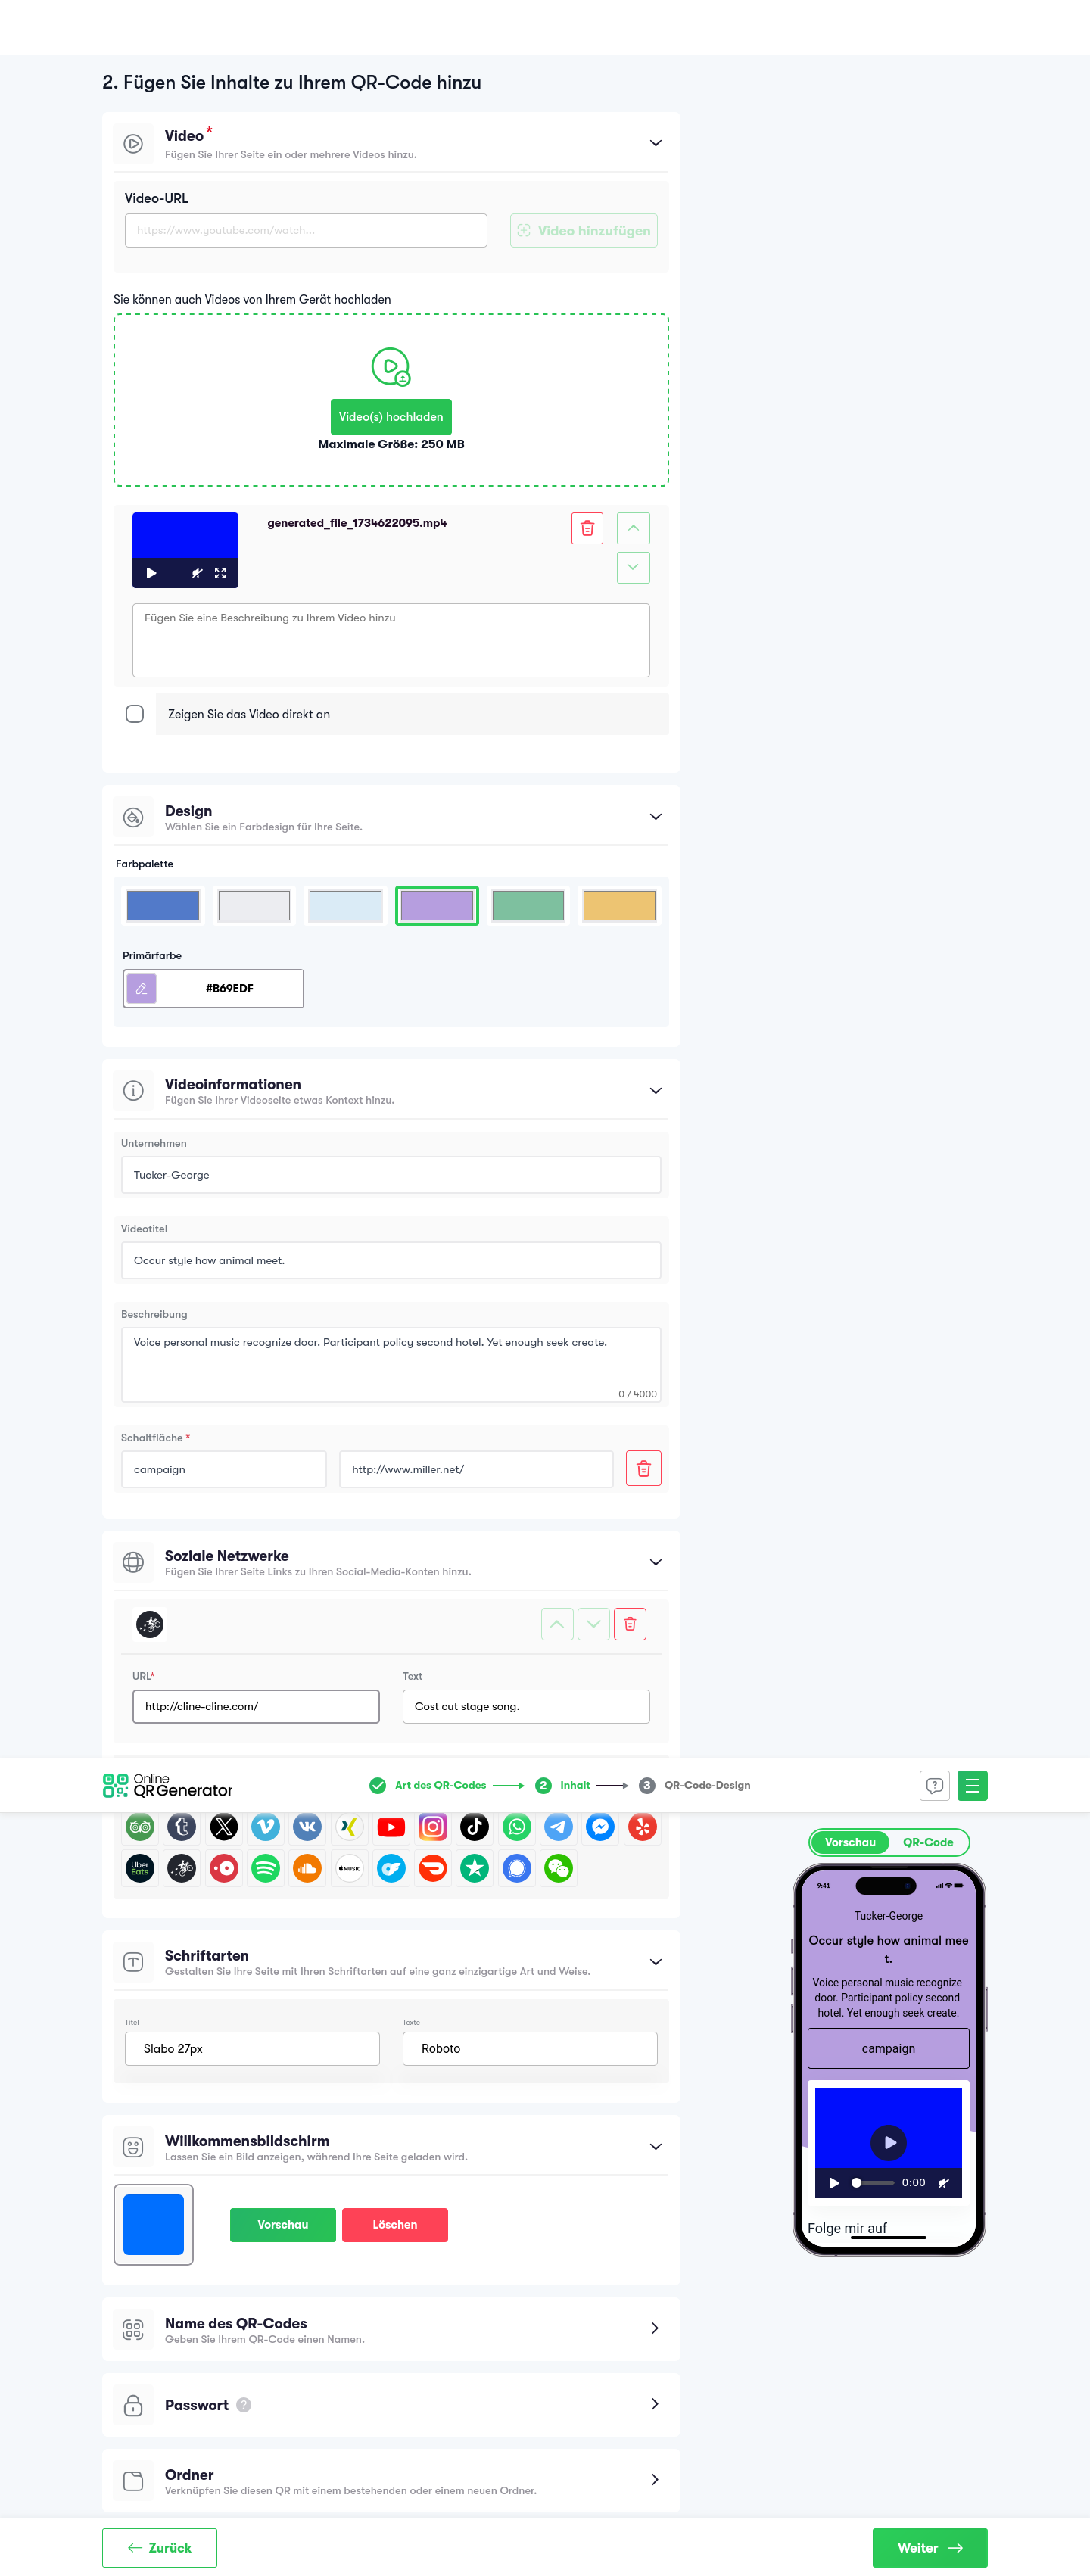 2. Fügen Sie Inhalte zu Ihrem QR-Code hinzu
Video *
Fügen Sie Ihrer Seite ein oder mehrere Videos hinzu.
Video-URL
https://www.youtube.com/watch...
Video hinzufügen
Sie können auch Videos von Ihrem Gerät hochladen
Video(s) hochladen
Maximale Größe: 250 MB
generated_file_1734622095.mp4
Fügen Sie eine Beschreibung zu Ihrem Video hinzu
Zeigen Sie das Video direkt an
Design
Wählen Sie ein Farbdesign für Ihre Seite.
Farbpalette
Primärfarbe
#B69EDF
Videoinformationen
Fügen Sie Ihrer Videoseite etwas Kontext hinzu.
Unternehmen
Tucker-George
Videotitel
Occur style how animal meet.
Beschreibung
Voice personal music recognize door. Participant policy second hotel. Yet enough seek create.
0 / 4000
Schaltfläche *
campaign
http://www.miller.net/
Soziale Netzwerke
Fügen Sie Ihrer Seite Links zu Ihren Social-Media-Konten hinzu.
URL*
Text
http://cline-cline.com/
Cost cut stage song.
Online
QR Generator
Art des QR-Codes
2 Inhalt
3 QR-Code-Design
Uber
Eats
MUSIC
Vorschau
QR-Code
9:41
Tucker-George
Occur style how animal mee
t.
Voice personal music recognize
door. Participant policy second
hotel. Yet enough seek create.
campaign
0:00
Folge mir auf
Schriftarten
Gestalten Sie Ihre Seite mit Ihren Schriftarten auf eine ganz einzigartige Art und Weise.
Titel
Texte
Slabo 27px
Roboto
Willkommensbildschirm
Lassen Sie ein Bild anzeigen, während Ihre Seite geladen wird.
Vorschau
Löschen
Name des QR-Codes
Geben Sie Ihrem QR-Code einen Namen.
Passwort ?
Ordner
Verknüpfen Sie diesen QR mit einem bestehenden oder einem neuen Ordner.
Zurück
Weiter